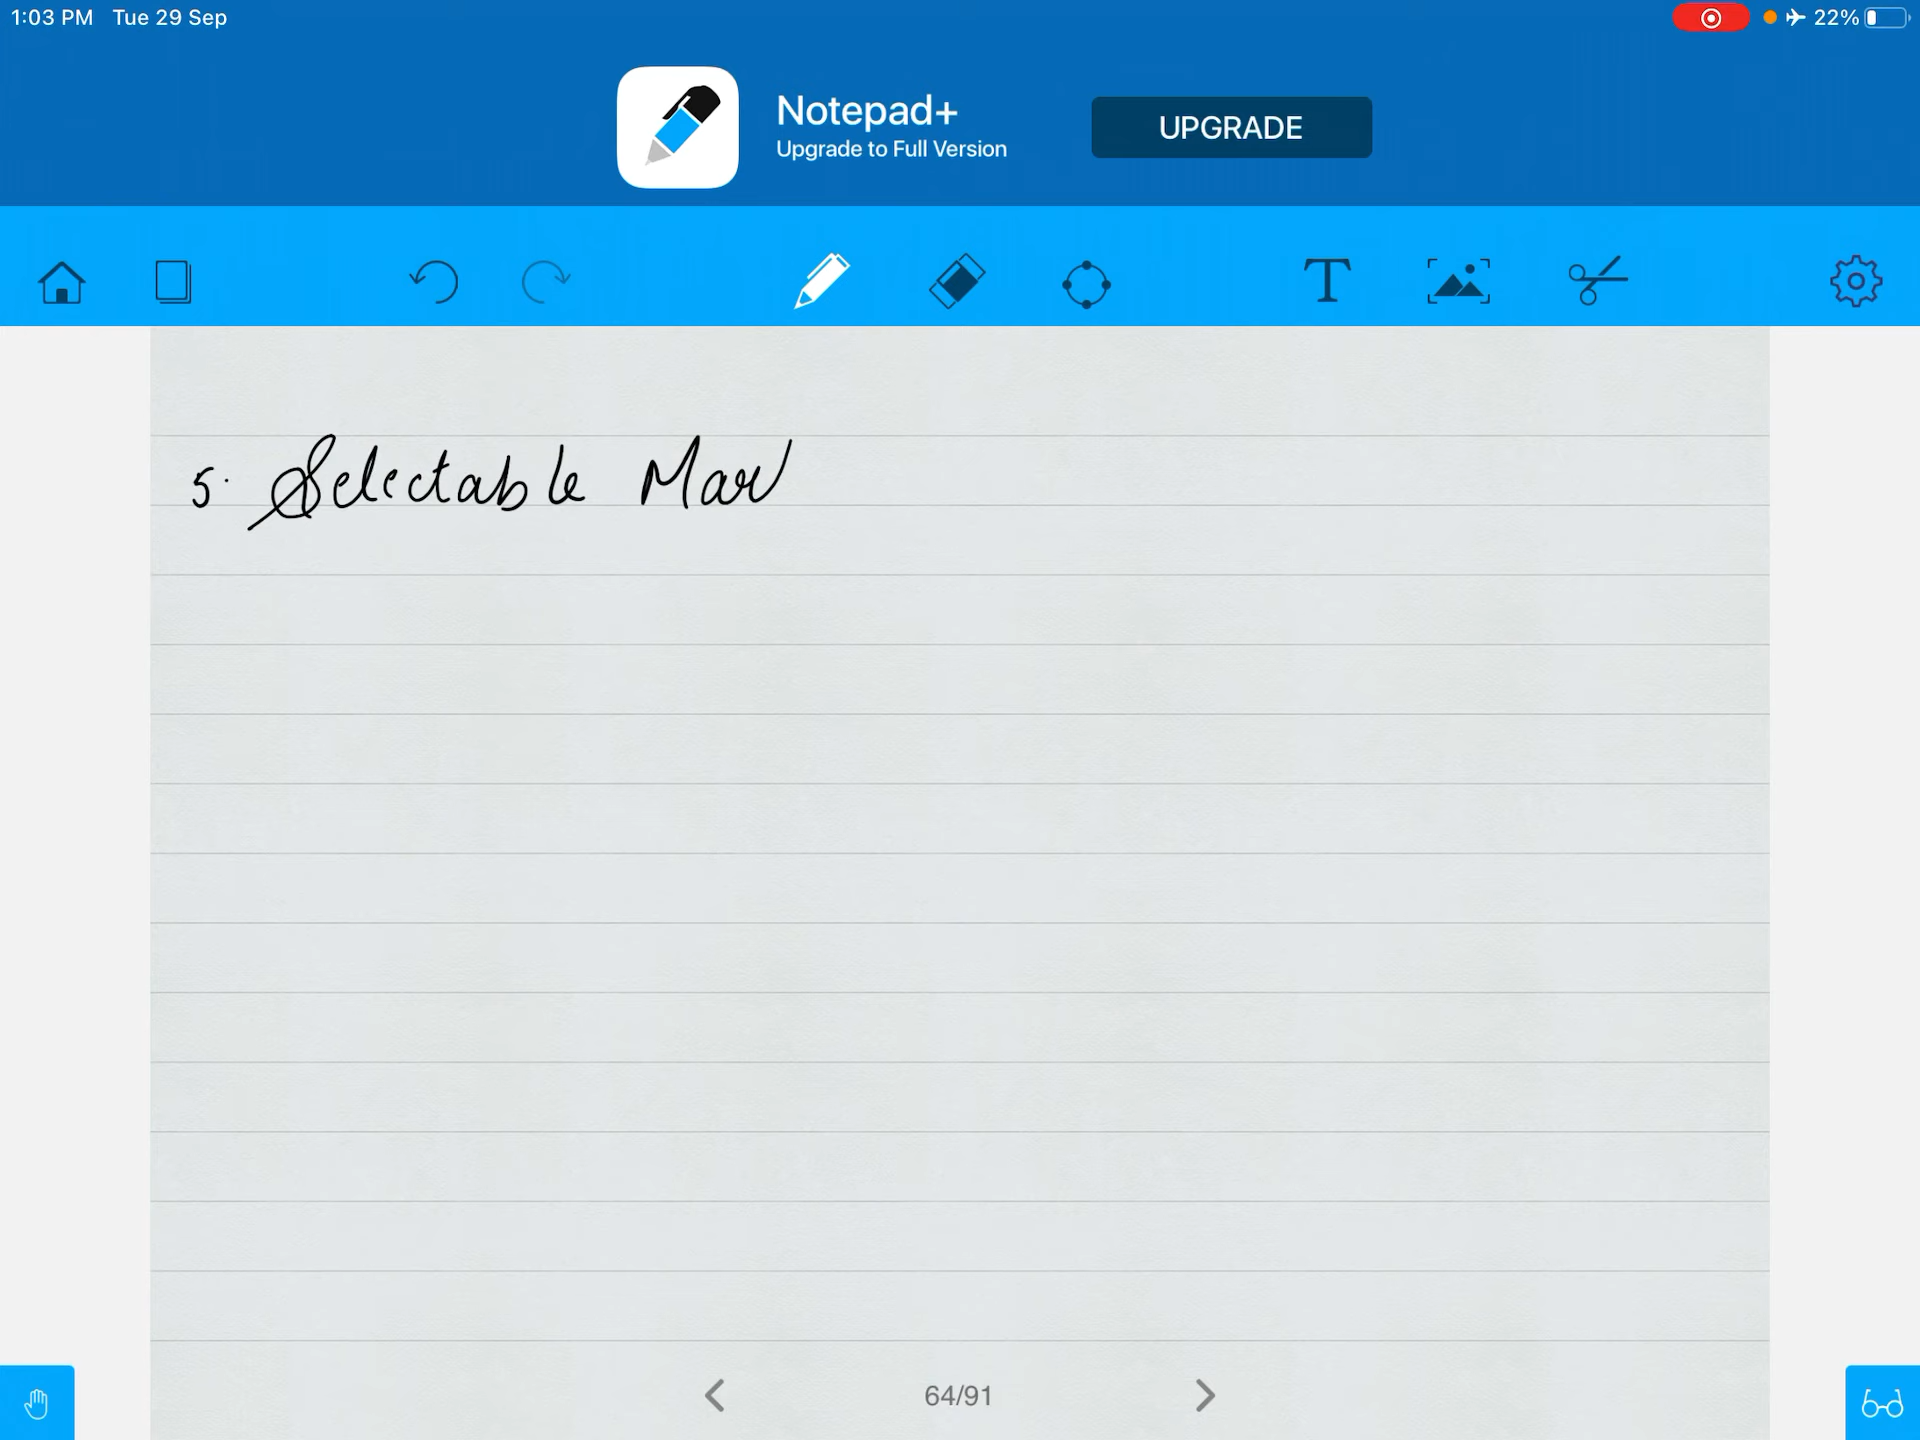 1:03 PM Tue 29 Sep 22%
Notepad+
Upgrade to Full Version
UPGRADE
T
5. Selectable Mar
64/91